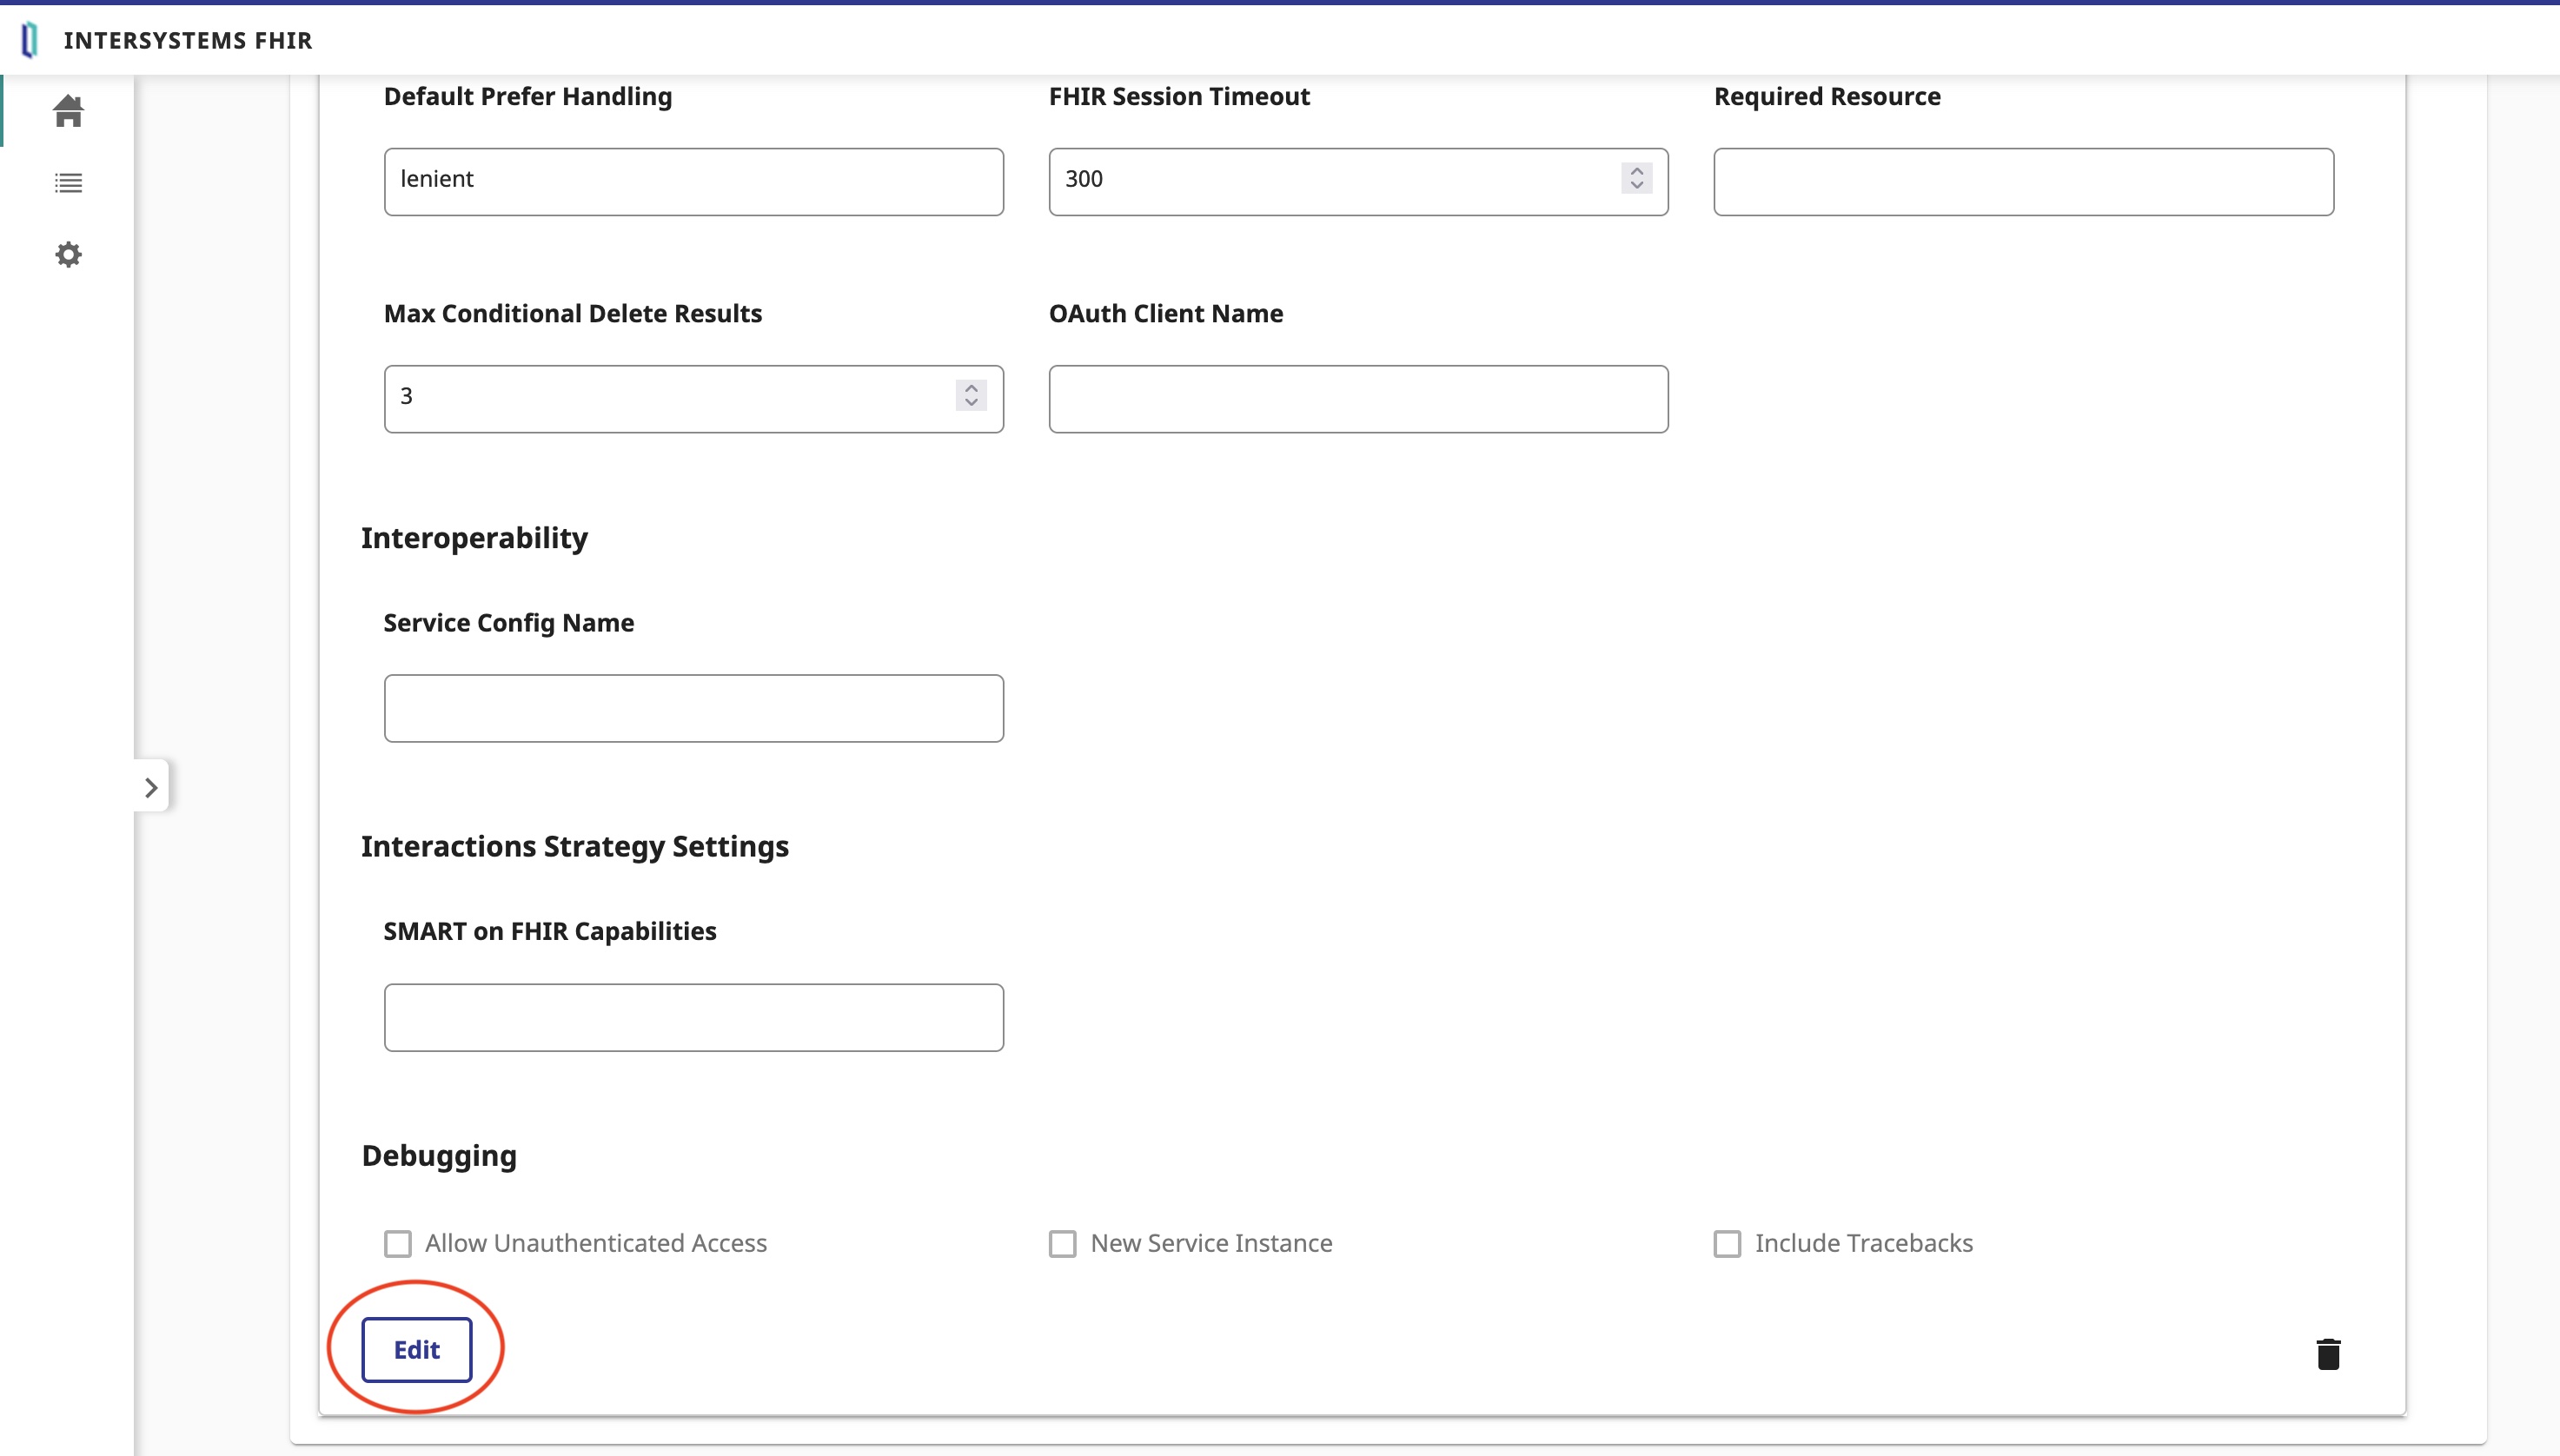 INTERSYSTEMS FHIR
Default Prefer Handling
FHIR Session Timeout
Required Resource
lenient
300
Max Conditional Delete Results
OAuth Client Name
3
Interoperability
Service Config Name
Interactions Strategy Settings
SMART on FHIR Capabilities
Debugging
Allow Unauthenticated Access
New Service Instance
Include Tracebacks
Edit